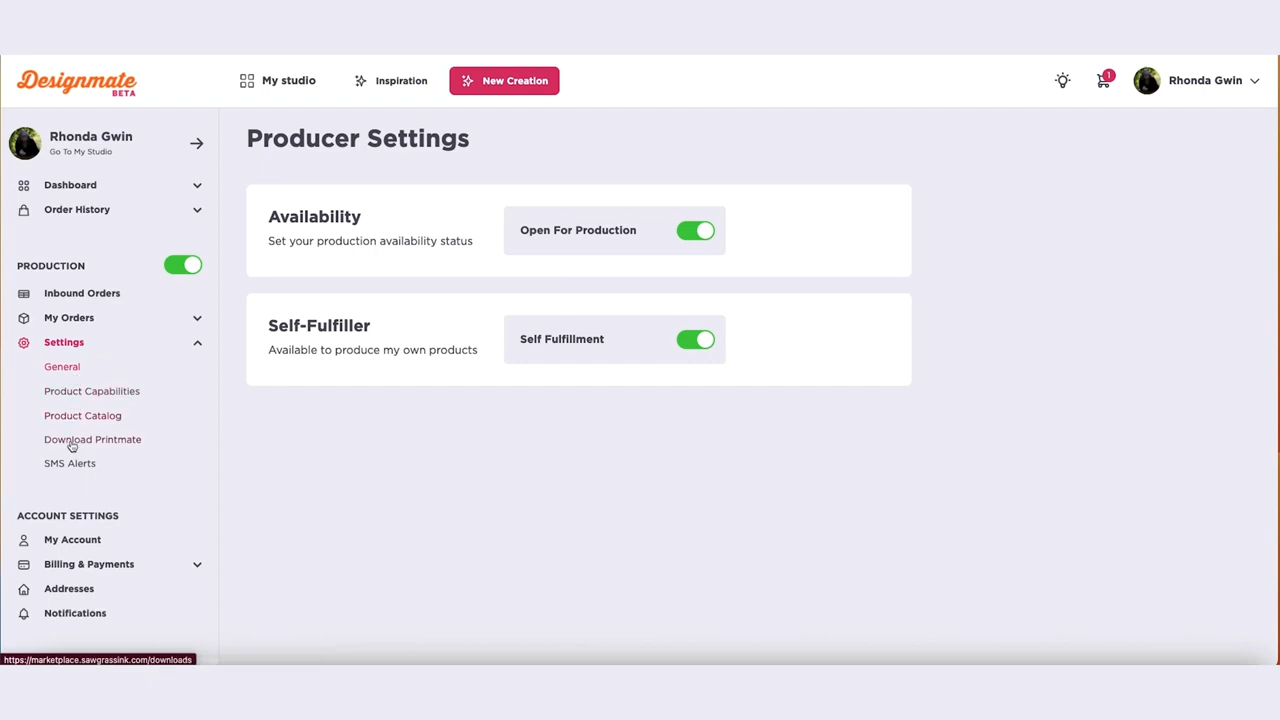 Designmate
BETA
My studio
Inspiration
New Creation
1
Rhonda Gwin
Rhonda Gwin
Go To My Studio
Dashboard
Order History
PRODUCTION
Inbound Orders
My Orders
Settings
General
Product Capabilities
Product Catalog
Download Printmate
SMS Alerts
ACCOUNT SETTINGS
My Account
Billing & Payments
Addresses
Notifications
https://marketplace.sawgrassink.com/downloads
Producer Settings
Availability
Set your production availability status
Open For Production
Self-Fulfiller
Available to produce my own products
Self Fulfillment